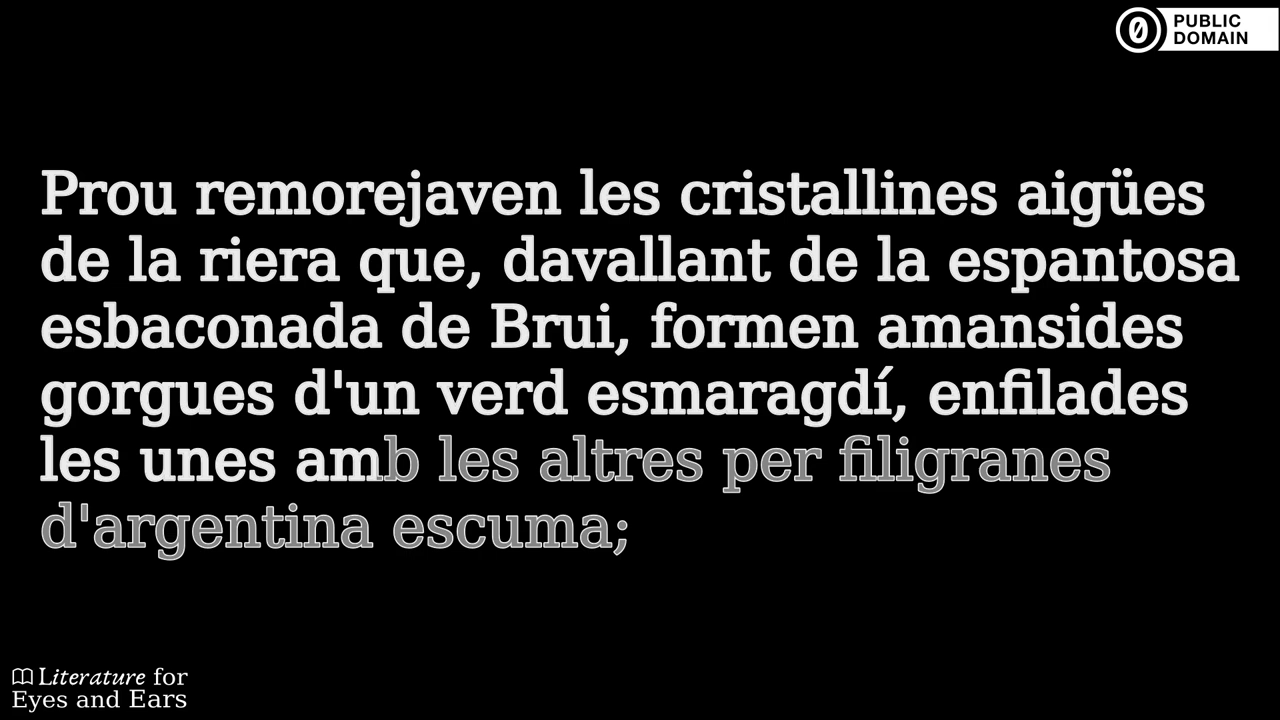 PUBLIC
DOMAIN
Prou remorejaven les cristallines aigües
de la riera que, davallant de la espantosa
esbaconada de Brui, formen amansides
gorgues d'un verd esmaragdí, enfilades
les unes amb les altres per filigranes
d'argentina escuma;
Literature for
Eyes and Ears